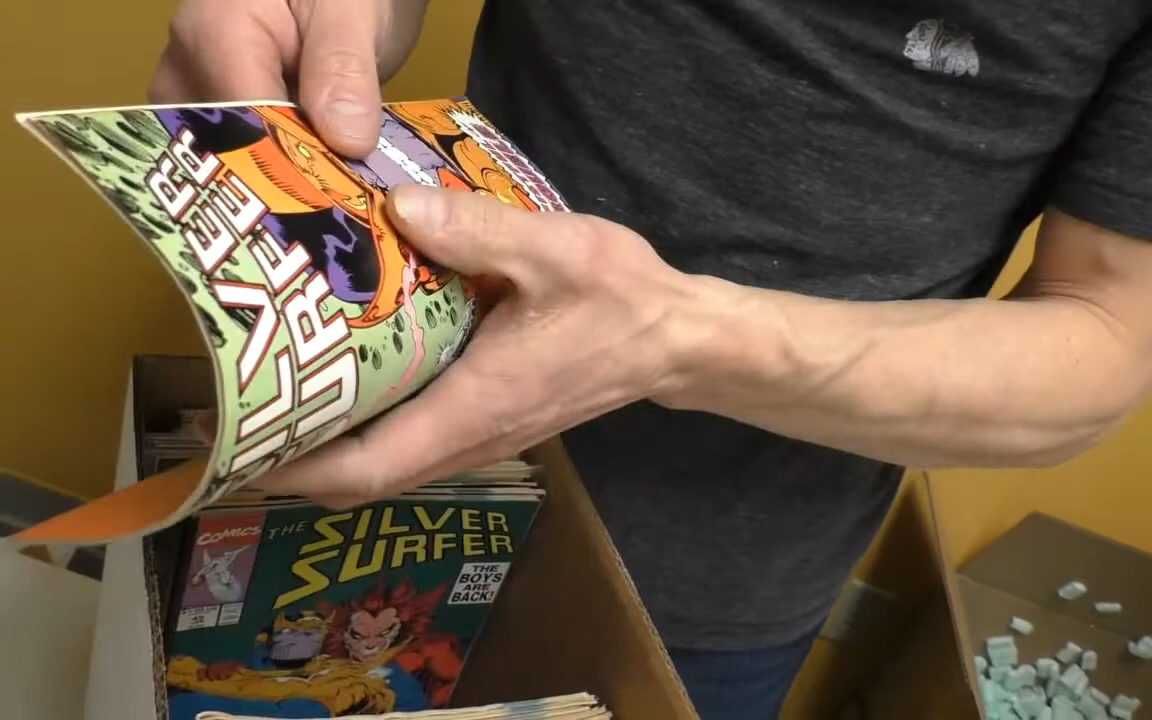 SILVER
SURFER
COMICS
THE SILVER
SURFER
THE
BOYS
ARE
BACK!